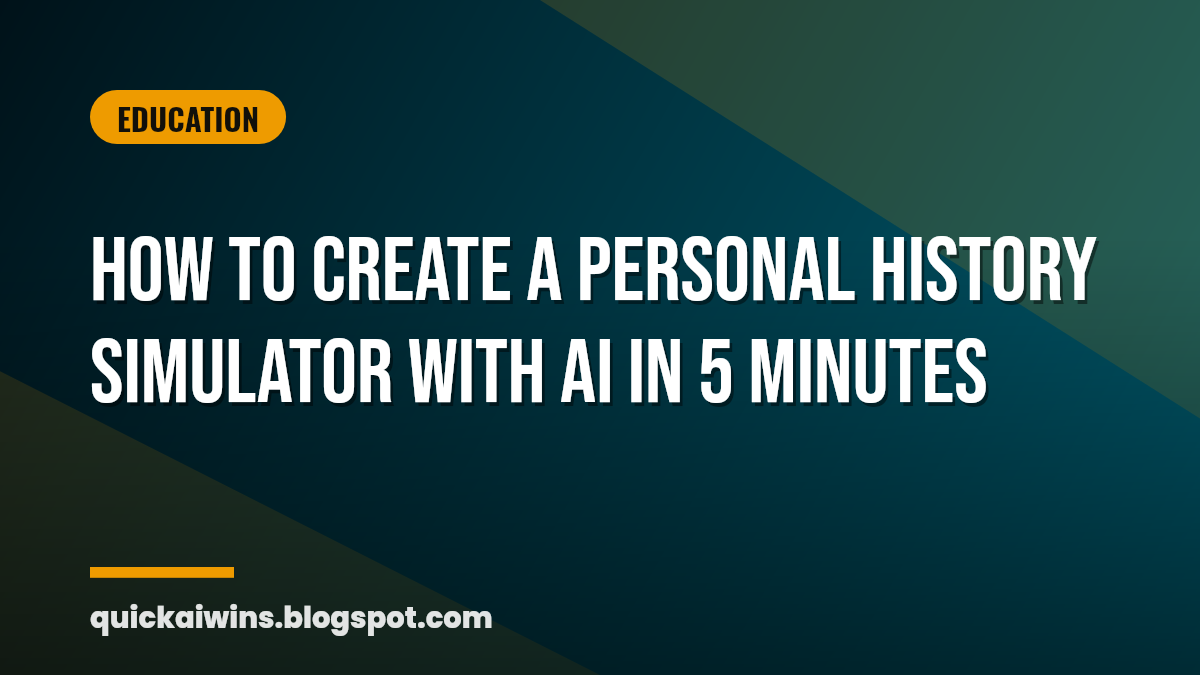 EDUCATION
HOW TO CREATE A PERSONAL HISTORY
SIMULATOR WITH AI IN 5 MINUTES
quickaiwins.blogspot.com